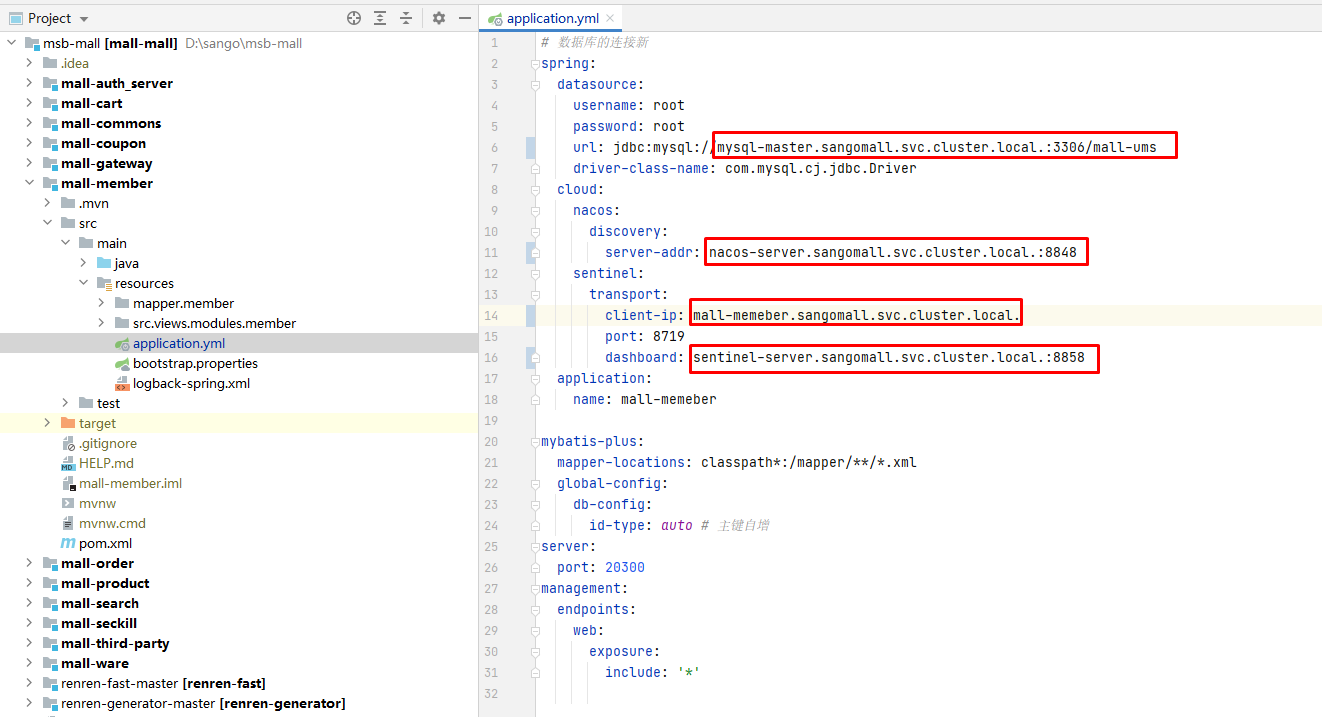 Project
msb-mall [mall-mall] D:\sango\msb-mall
.idea
mall-auth_server
mall-cart
mall-commons
mall-coupon
mall-gateway
mall-member
.mvn
src
main
java
resources
mapper.member
src.views.modules.member
application.yml
bootstrap.properties
logback-spring.xml
test
target
.gitignore
HELP.md
mall-member.iml
mvnw
mvnw.cmd
pom.xml
mall-order
mall-product
mall-search
mall-seckill
mall-third-party
mall-ware
renren-fast-master [renren-fast]
renren-generator-master [renren-generator]
application.yml
1 # 数据库的连接新
2 spring:
3 datasource:
4 username: root
5 password: root
6 url: jdbc:mysql://mysql-master.sangomall.svc.cluster.local.:3306/mall-ums
7 driver-class-name: com.mysql.cj.jdbc.Driver
8 cloud:
9 nacos:
10 discovery:
11 server-addr: nacos-server.sangomall.svc.cluster.local.:8848
12 sentinel:
13 transport:
14 client-ip: mall-memeber.sangomall.svc.cluster.local.
15 port: 8719
16 dashboard: sentinel-server.sangomall.svc.cluster.local.:8858
17 application:
18 name: mall-memeber
19
20 mybatis-plus:
21 mapper-locations: classpath*:/mapper/**/*.xml
22 global-config:
23 db-config:
24 id-type: auto # 主键自增
25 server:
26 port: 20300
27 management:
28 endpoints:
29 web:
30 exposure:
31 include: '*'
32